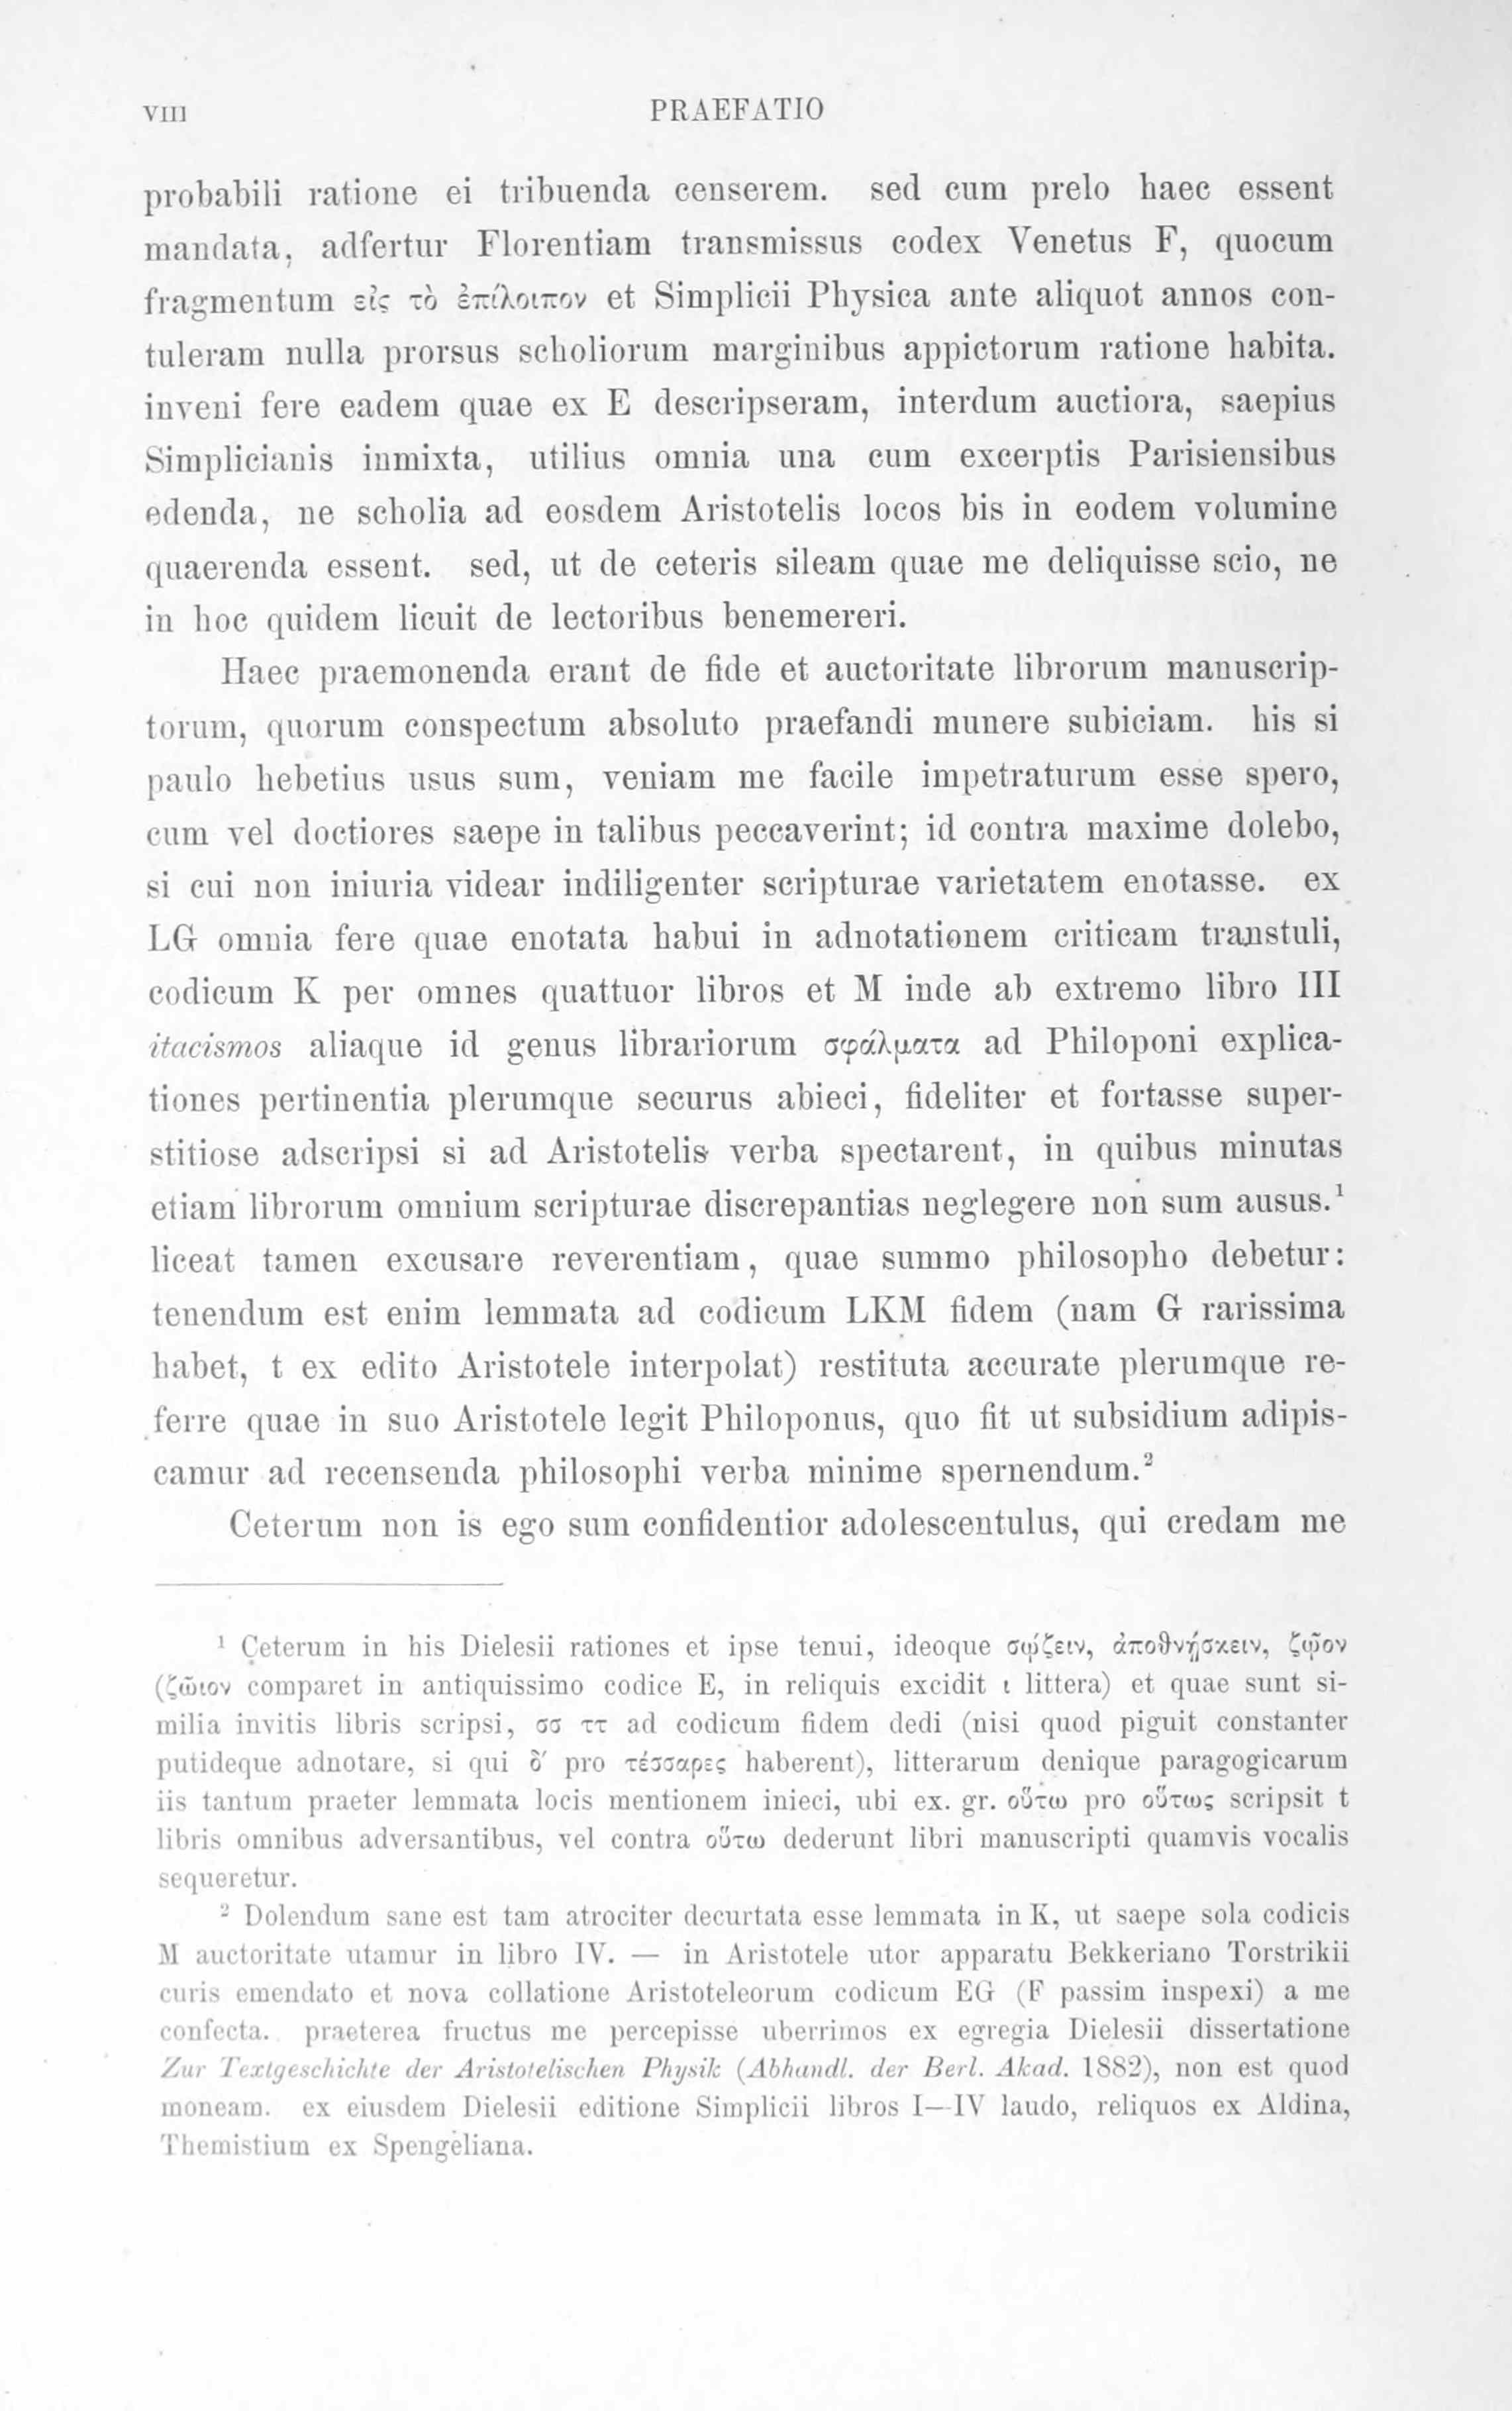 VIII PRAEFATIO
probabili ratione ei tribuenda censerem. sed cum prelo haec essent
mandata, adfertur Florentiam transmissus codex Venetus F, quocum
fragmentum εἰς τὸ ἐπίλοιπον et Simplicii Physica ante aliquot annos con-
tuleram nulla prorsus scholiorum marginibus appictorum ratione habita.
inveni fere eadem quae ex E descripseram, interdum auctiora, saepius
Simplicianis inmixta, utilius omnia una cum excerptis Parisiensibus
edenda, ne scholia ad eosdem Aristotelis locos bis in eodem volumine
quaerenda essent. sed, ut de ceteris sileam quae me deliquisse scio, ne
in hoc quidem licuit de lectoribus benemereri.
Haec praemonenda erant de fide et auctoritate librorum manuscrip-
torum, quorum conspectum absoluto praefandi munere subiciam. his si
paulo hebetius usus sum, veniam me facile impetraturum esse spero,
cum vel doctiores saepe in talibus peccaverint; id contra maxime dolebo,
si cui non iniuria videar indiligenter scripturae varietatem enotasse. ex
LG omnia fere quae enotata habui in adnotationem criticam transtuli,
codicum K per omnes quattuor libros et M inde ab extremo libro III
itacismos aliaque id genus librariorum σφάλματα ad Philoponi explica-
tiones pertinentia plerumque securus abieci, fideliter et fortasse super-
stitiose adscripsi si ad Aristotelis verba spectarent, in quibus minutas
etiam librorum omnium scripturae discrepantias neglegere non sum ausus.¹
liceat tamen excusare reverentiam, quae summo philosopho debetur:
tenendum est enim lemmata ad codicum LKM fidem (nam G rarissima
habet, t ex edito Aristotele interpolat) restituta accurate plerumque re-
ferre quae in suo Aristotele legit Philoponus, quo fit ut subsidium adipis-
camur ad recensenda philosophi verba minime spernendum.²
Ceterum non is ego sum confidentior adolescentulus, qui credam me
¹ Ceterum in his Dielesii rationes et ipse tenui, ideoque σῴζειν, ἀποθνῄσκειν, ζῷον
(ζῶιον comparet in antiquissimo codice E, in reliquis excidit ι littera) et quae sunt si-
milia invitis libris scripsi, σσ ττ ad codicum fidem dedi (nisi quod piguit constanter
putideque adnotare, si qui δ′ pro τέσσαρες haberent), litterarum denique paragogicarum
iis tantum praeter lemmata locis mentionem inieci, ubi ex. gr. οὕτω pro οὕτως scripsit t
libris omnibus adversantibus, vel contra οὕτω dederunt libri manuscripti quamvis vocalis
sequeretur.
² Dolendum sane est tam atrociter decurtata esse lemmata in K, ut saepe sola codicis
M auctoritate utamur in libro IV. — in Aristotele utor apparatu Bekkeriano Torstrikii
curis emendato et nova collatione Aristoteleorum codicum EG (F passim inspexi) a me
confecta. praeterea fructus me percepisse uberrimos ex egregia Dielesii dissertatione
Zur Textgeschichte der Aristotelischen Physik (Abhandl. der Berl. Akad. 1882), non est quod
moneam. ex eiusdem Dielesii editione Simplicii libros I—IV laudo, reliquos ex Aldina,
Themistium ex Spengeliana.